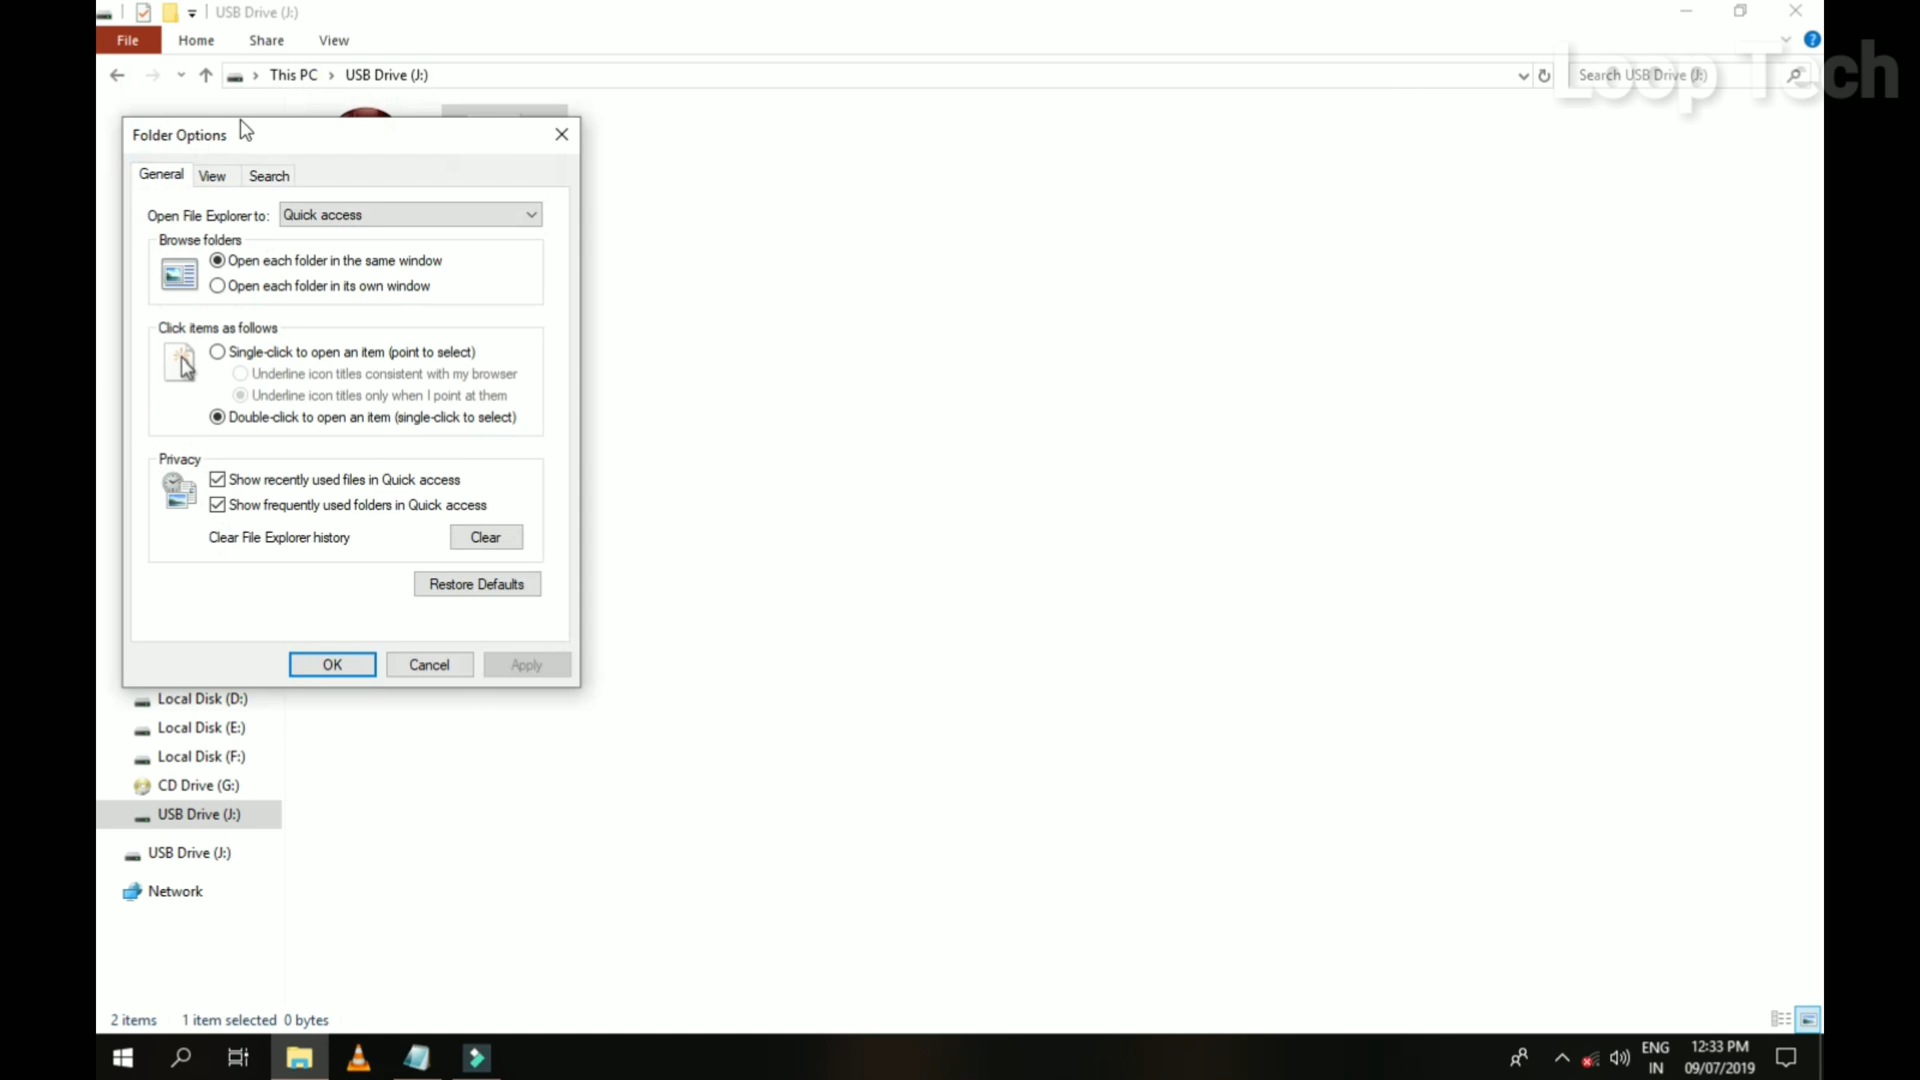 USB Drive (J:)
File Home Share View
This PC USB Drive (J:)
Search USB Drive (J:)
Loop Tech
Folder Options
General View Search
Open File Explorer to: Quick access
Browse folders
Open each folder in the same window
Open each folder in its own window
Click items as follows
Single-click to open an item (point to select)
Underline icon titles consistent with my browser
Underline icon titles only when I point at them
Double-click to open an item (single-click to select)
Privacy
Show recently used files in Quick access
Show frequently used folders in Quick access
Clear File Explorer history Clear
Restore Defaults
OK Cancel Apply
Local Disk (D:)
Local Disk (E:)
Local Disk (F:)
CD Drive (G:)
USB Drive (J:)
USB Drive (J:)
Network
2 items 1 item selected 0 bytes
ENG
IN
12:33 PM
09/07/2019